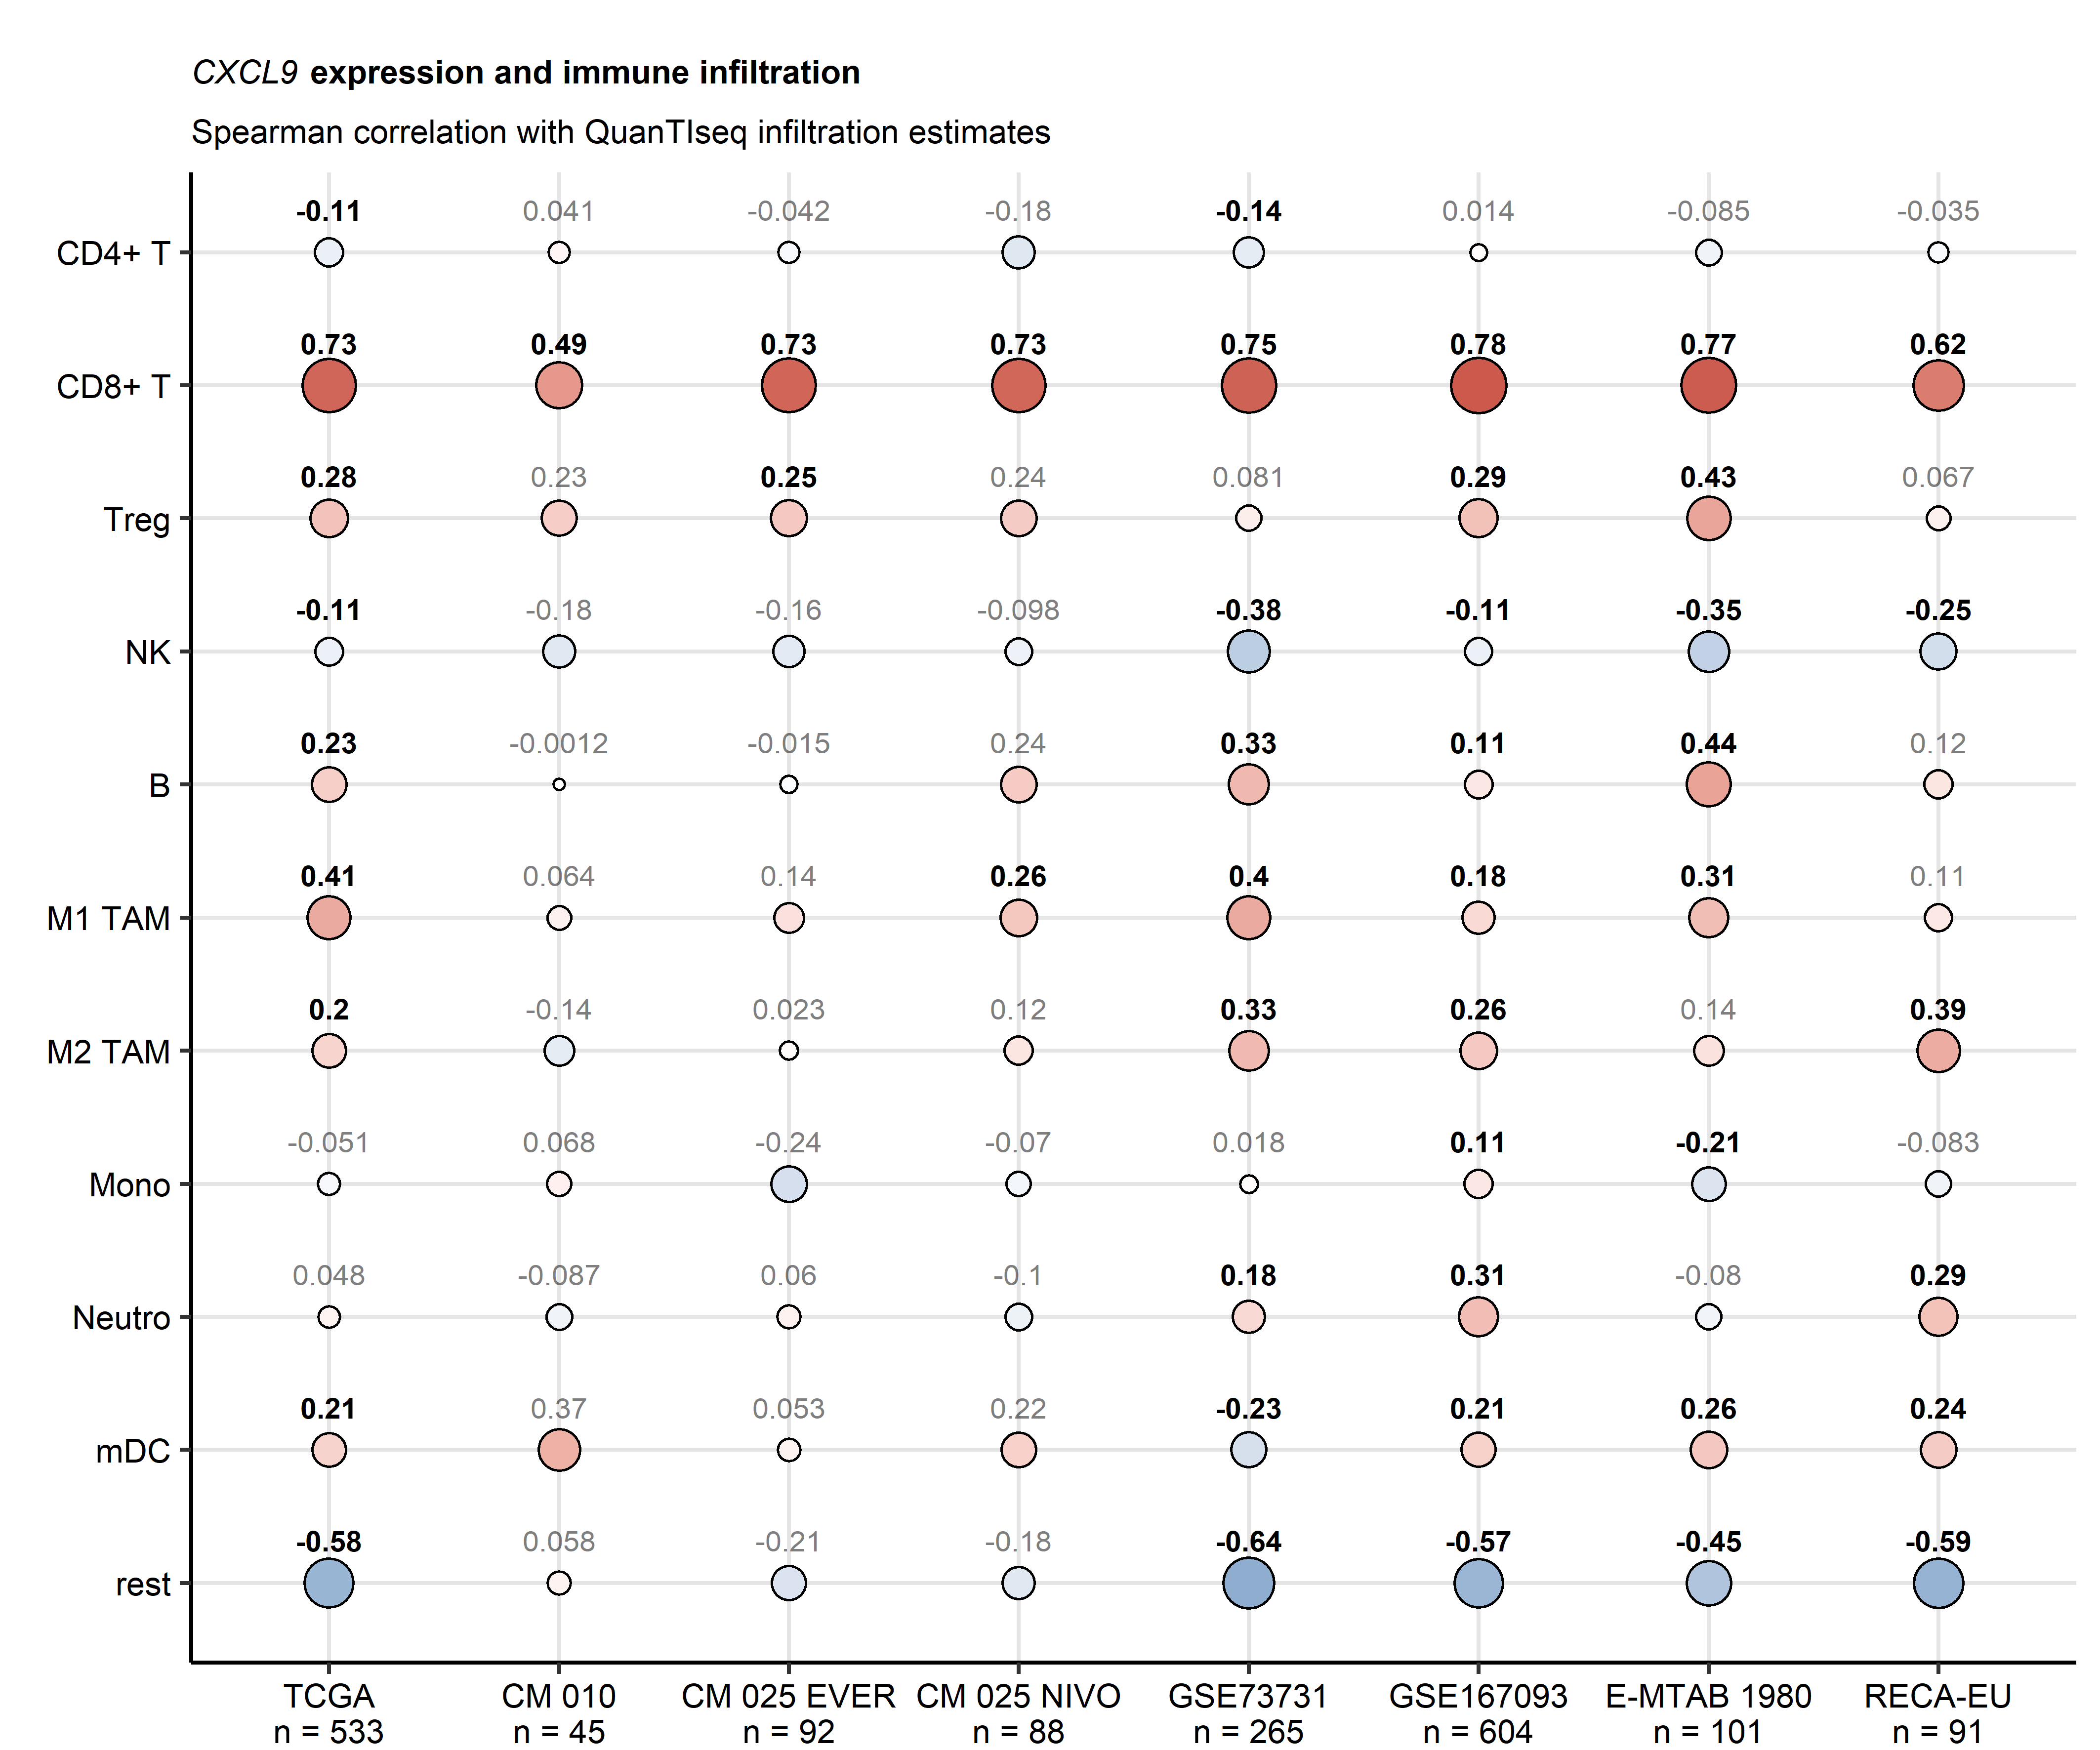 CXCL9 expression and immune infiltration
Spearman correlation with QuanTIseq infiltration estimates
-0.11 0.041 -0.042 -0.18 -0.14 0.014 -0.085 -0.035
CD4+ T
0.73 0.49 0.73 0.73 0.75 0.78 0.77 0.62
CD8+ T
0.28 0.23 0.25 0.24 0.081 0.29 0.43 0.067
Treg
-0.11 -0.18 -0.16 -0.098 -0.38 -0.11 -0.35 -0.25
NK
0.23 -0.0012 -0.015 0.24 0.33 0.11 0.44 0.12
B
0.41 0.064 0.14 0.26 0.4 0.18 0.31 0.11
M1 TAM
0.2 -0.14 0.023 0.12 0.33 0.26 0.14 0.39
M2 TAM
-0.051 0.068 -0.24 -0.07 0.018 0.11 -0.21 -0.083
Mono
0.048 -0.087 0.06 -0.1 0.18 0.31 -0.08 0.29
Neutro
0.21 0.37 0.053 0.22 -0.23 0.21 0.26 0.24
mDC
-0.58 0.058 -0.21 -0.18 -0.64 -0.57 -0.45 -0.59
rest
TCGA CM 010 CM 025 EVER CM 025 NIVO GSE73731 GSE167093 E-MTAB 1980 RECA-EU
n = 533 n = 45 n = 92 n = 88 n = 265 n = 604 n = 101 n = 91